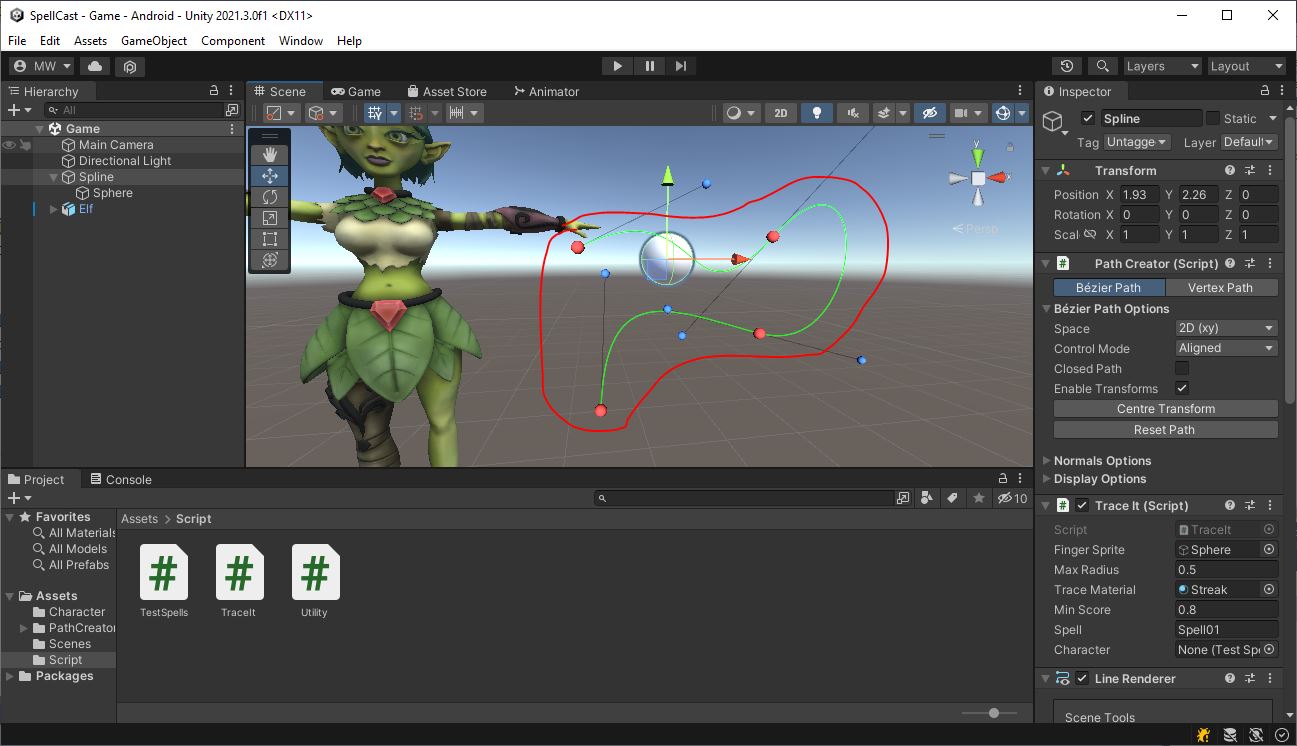 SpellCast - Game - Android - Unity 2021.3.0f1 <DX11>
File Edit Assets GameObject Component Window Help
MW
Layers Layout
Hierarchy
All
Game
Main Camera
Directional Light
Spline
Sphere
Elf
Scene Game Asset Store Animator
2D
y
x
Persp
Inspector
Spline Static
Tag Untagge Layer Default
Transform
Position X 1.93 Y 2.26 Z 0
Rotation X 0 Y 0 Z 0
Scal X 1 Y 1 Z 1
# Path Creator (Script)
Bézier Path Vertex Path
Bézier Path Options
Space 2D (xy)
Control Mode Aligned
Closed Path
Enable Transforms
Centre Transform
Reset Path
Normals Options
Display Options
# Trace It (Script)
Script TraceIt
Finger Sprite Sphere
Max Radius 0.5
Trace Material Streak
Min Score 0.8
Spell Spell01
Character None (Test Spe
Line Renderer
Scene Tools
Project Console
10
Favorites
All Materials
All Models
All Prefabs
Assets
Character
PathCreator
Scenes
Script
Packages
Assets > Script
# # #
TestSpells TraceIt Utility